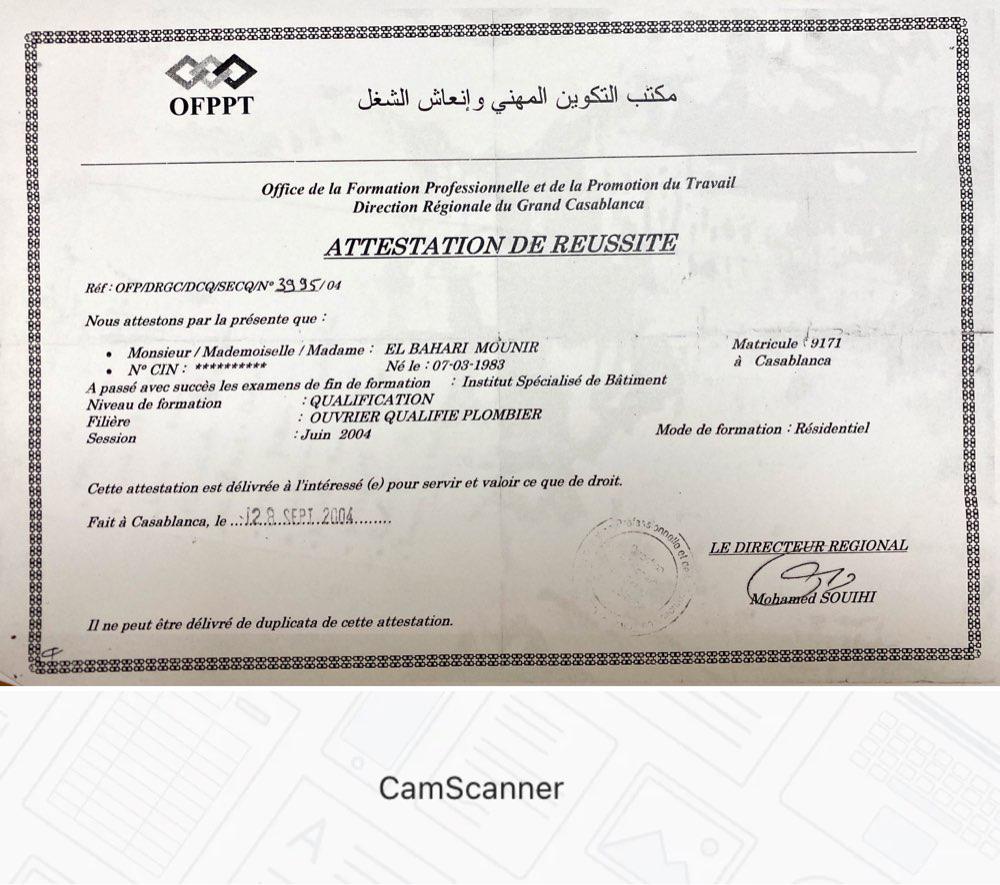 OFPPT
مكتب التكوين المهني وإنعاش الشغل
Office de la Formation Professionnelle et de la Promotion du Travail
Direction Régionale du Grand Casablanca
ATTESTATION DE REUSSITE
Réf : OFP/DRGC/DCQ/SECQ/N° 3995/04
Nous attestons par la présente que :
• Monsieur / Mademoiselle / Madame : EL BAHARI MOUNIR Matricule : 9171
• N° CIN : ********** Né le : 07-03-1983 à Casablanca
A passé avec succès les examens de fin de formation : Institut Spécialisé de Bâtiment
Niveau de formation : QUALIFICATION
Filière : OUVRIER QUALIFIE PLOMBIER
Session : Juin 2004 Mode de formation : Résidentiel
Cette attestation est délivrée à l'intéressé (e) pour servir et valoir ce que de droit.
Fait à Casablanca, le ...28 SEPT. 2004........
LE DIRECTEUR REGIONAL
Mohamed SOUIHI
Il ne peut être délivré de duplicata de cette attestation.
CamScanner